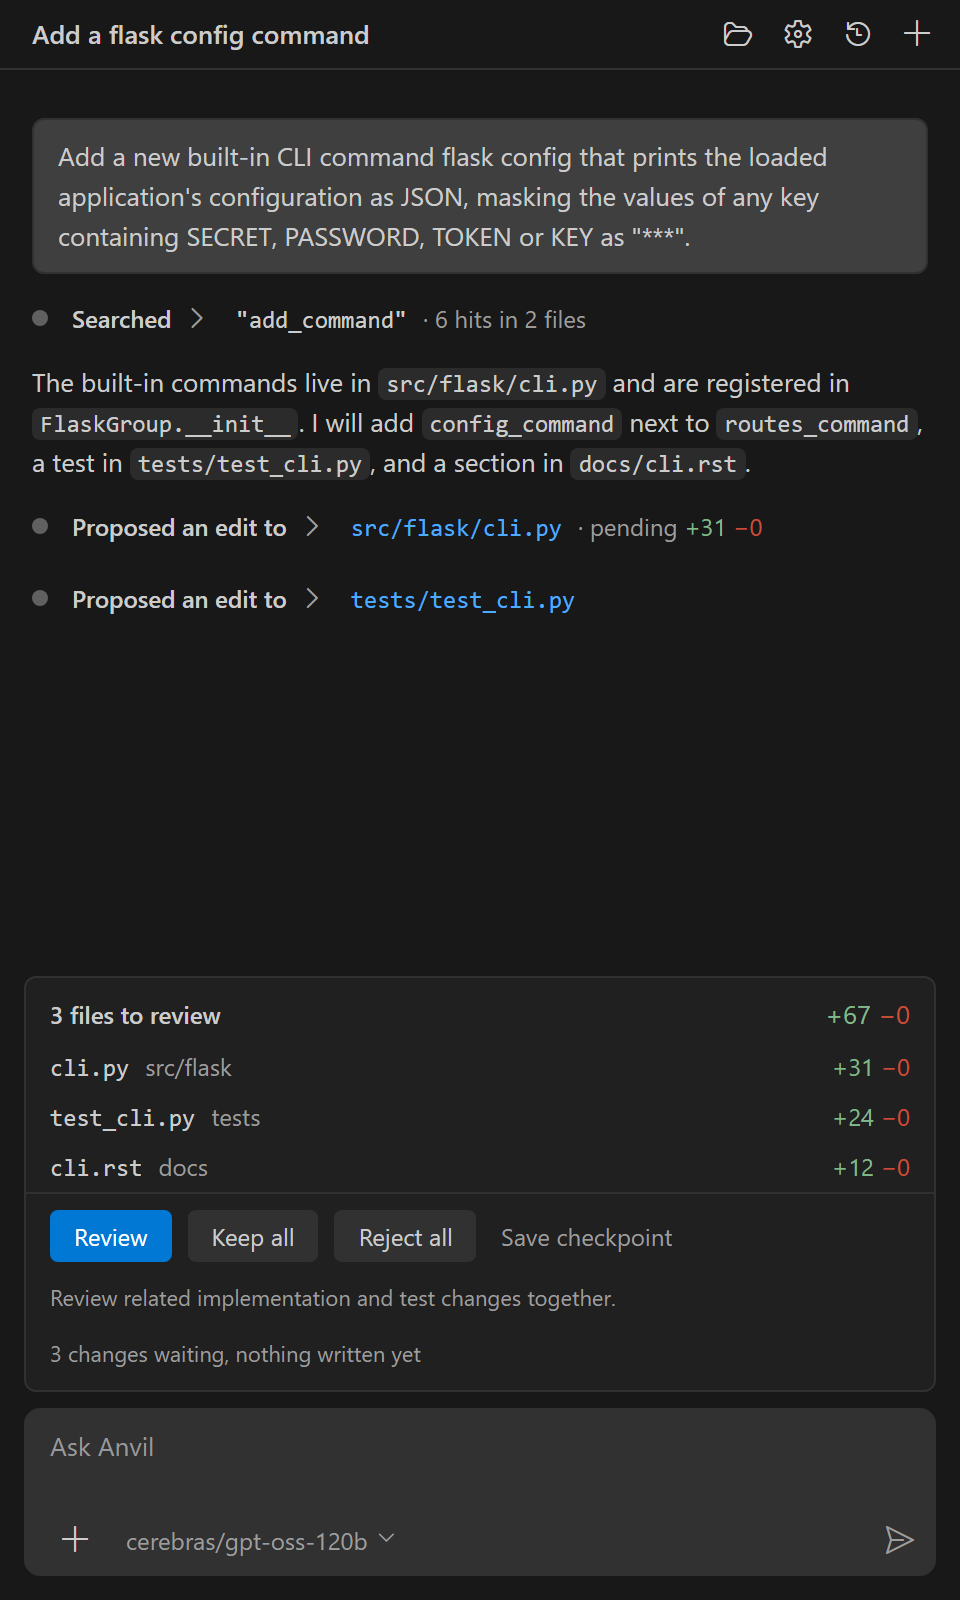 Add a flask config command
Add a new built-in CLI command flask config that prints the loaded
application's configuration as JSON, masking the values of any key
containing SECRET, PASSWORD, TOKEN or KEY as "***".
Searched "add_command" · 6 hits in 2 files
The built-in commands live in src/flask/cli.py and are registered in
FlaskGroup.__init__. I will add config_command next to routes_command,
a test in tests/test_cli.py, and a section in docs/cli.rst.
Proposed an edit to src/flask/cli.py · pending +31 −0
Proposed an edit to tests/test_cli.py
3 files to review +67 −0
cli.py src/flask +31 −0
test_cli.py tests +24 −0
cli.rst docs +12 −0
Review Keep all Reject all Save checkpoint
Review related implementation and test changes together.
3 changes waiting, nothing written yet
Ask Anvil
cerebras/gpt-oss-120b